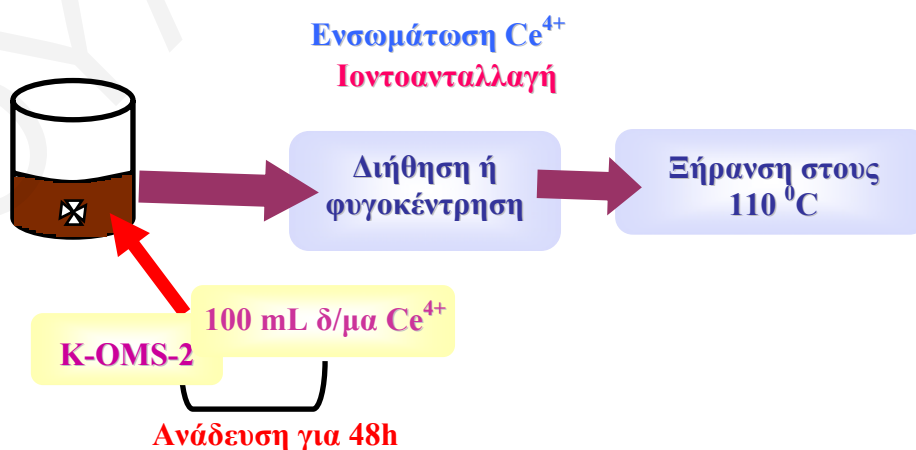 Ενσωμάτωση Ce⁴⁺
Ιοντοανταλλαγή
Διήθηση ή
φυγοκέντρηση
Ξήρανση στους
110 ⁰C
100 mL δ/μα Ce⁴⁺
K-OMS-2
Ανάδευση για 48h